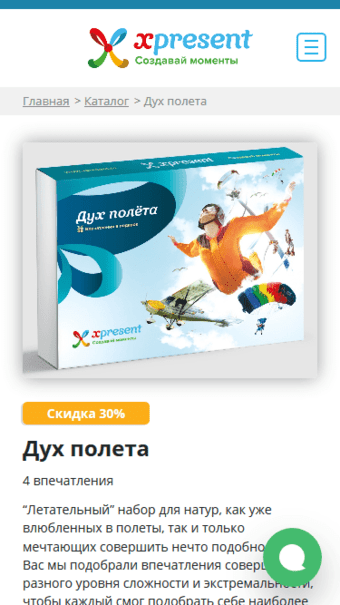 xpresent
Создавай моменты
Главная > Каталог > Дух полета
xpresent
Дух полёта
xpresent
Создавай моменты
Скидка 30%
Дух полета
4 впечатления
“Летательный” набор для натур, как уже
влюбленных в полеты, так и только
мечтающих совершить нечто подобно
Вас мы подобрали впечатления
разного уровня сложности и
чтобы каждый смог подобрать себе наиболее